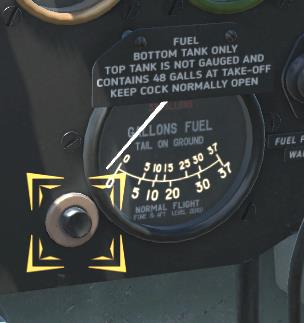 FUEL
BOTTOM TANK ONLY
TOP TANK IS NOT GAUGED AND
CONTAINS 48 GALLS AT TAKE-OFF
KEEP COCK NORMALLY OPEN
GALLONS FUEL
TAIL ON GROUND
0 5 10 15 25 30 37
0 5 10 20 30 37
NORMAL FLIGHT
FUEL